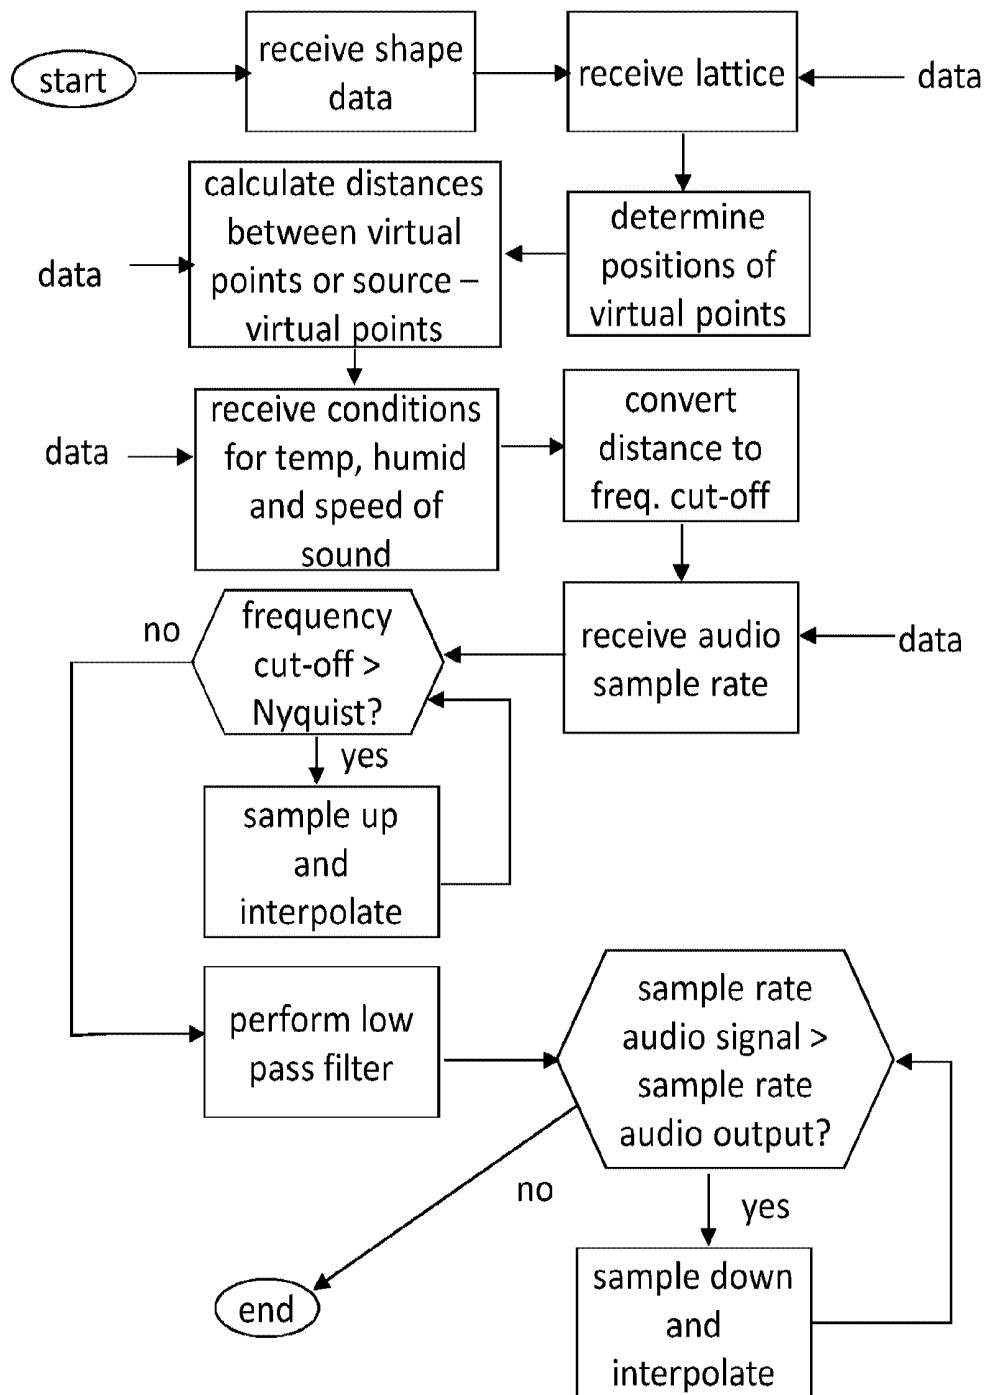 start
receive shape
data
receive lattice
data
determine
positions of
virtual points
calculate distances
between virtual
points or source –
virtual points
data
receive conditions
for temp, humid
and speed of
sound
data
convert
distance to
freq. cut-off
receive audio
sample rate
data
frequency
cut-off >
Nyquist?
no
yes
sample up
and
interpolate
perform low
pass filter
sample rate
audio signal >
sample rate
audio output?
no
yes
sample down
and
interpolate
end